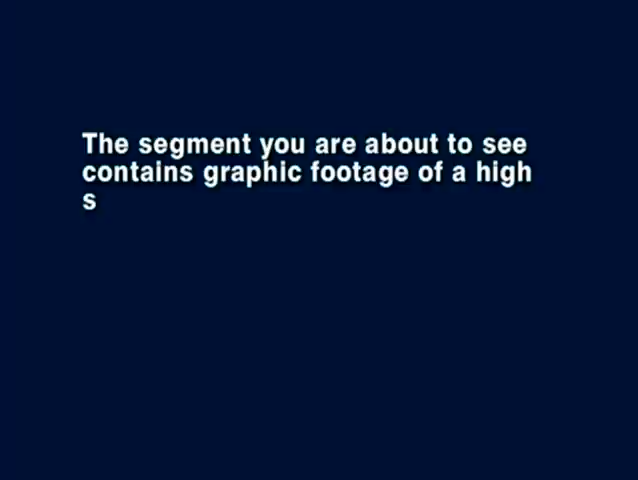 The segment you are about to see
contains graphic footage of a high
s